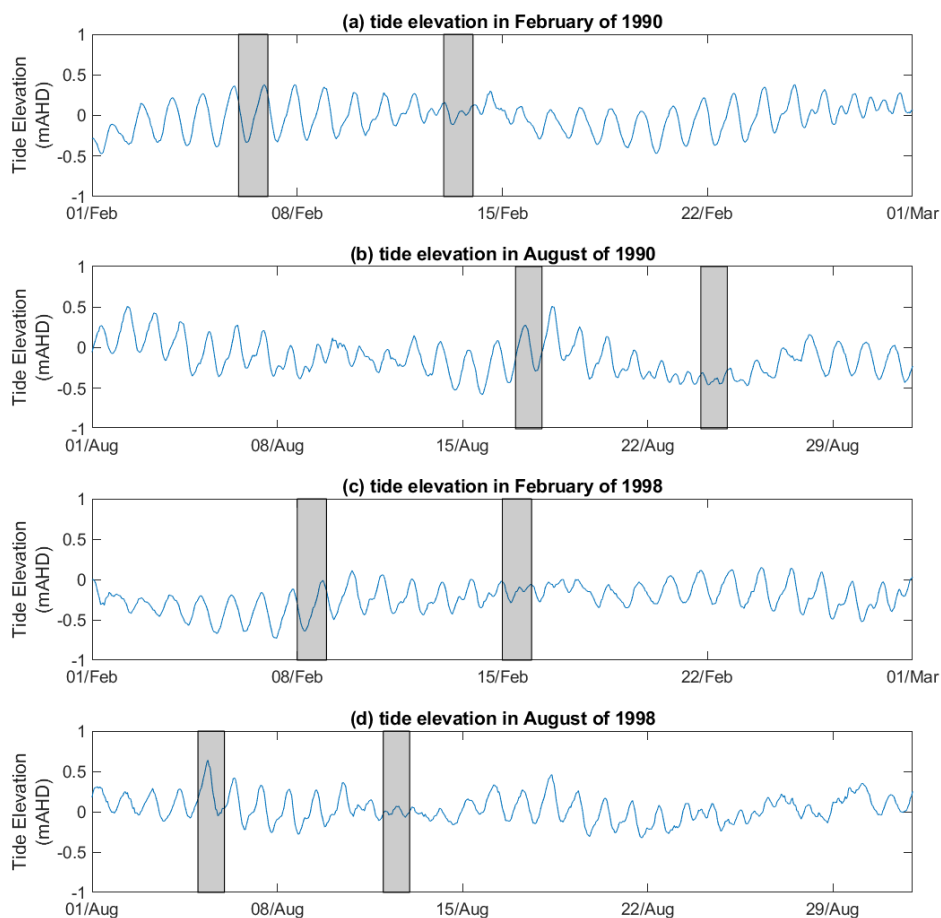 (a) tide elevation in February of 1990
Tide Elevation
(mAHD)
1
0.5
0
-0.5
-1
01/Feb 08/Feb 15/Feb 22/Feb 01/Mar
(b) tide elevation in August of 1990
Tide Elevation
(mAHD)
1
0.5
0
-0.5
-1
01/Aug 08/Aug 15/Aug 22/Aug 29/Aug
(c) tide elevation in February of 1998
Tide Elevation
(mAHD)
1
0.5
0
-0.5
-1
01/Feb 08/Feb 15/Feb 22/Feb 01/Mar
(d) tide elevation in August of 1998
Tide Elevation
(mAHD)
1
0.5
0
-0.5
-1
01/Aug 08/Aug 15/Aug 22/Aug 29/Aug